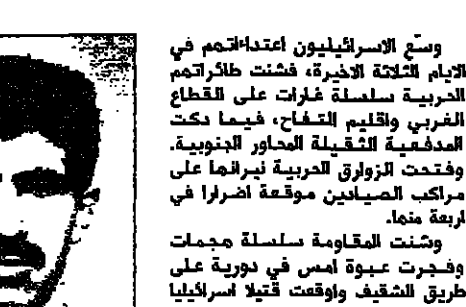 وسّع الاسرائيليون اعتداءاتهم في
الايام الثلاثة الاخيرة، فشنت طائراتهم
الحربية سلسلة غارات على القطاع
الغربي واقليم التفاح، فيما دكت
المدفعية الثقيلة المحاور الجنوبية.
وفتحت الزوارق الحربية نيرانها على
مراكب الصيادين موقعة اضرارا في
اربعة منها.
وشنت المقاومة سلسلة هجمات
وفجرت عبوة امس في دورية على
طريق الشقيف واوقعت قتيلا اسرائيليا